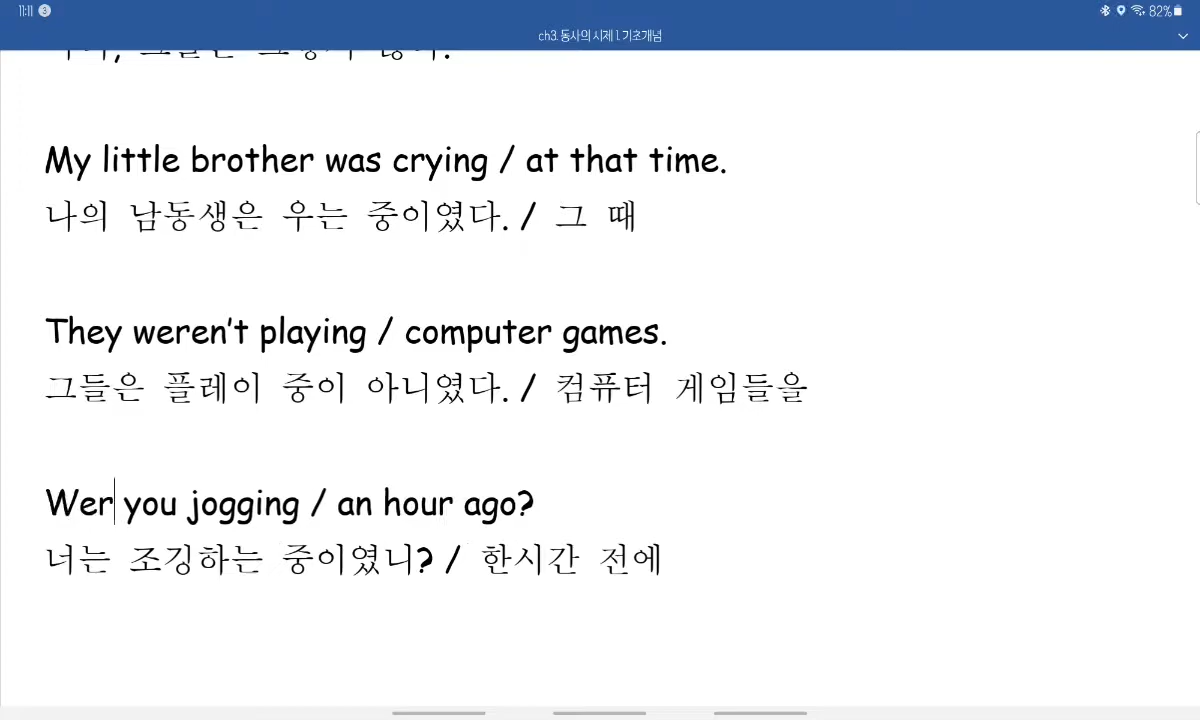 11:11 3 82%
ch3. 동사의 시제 1. 기초개념
My little brother was crying / at that time.
나의 남동생은 우는 중이였다. / 그 때
They weren't playing / computer games.
그들은 플레이 중이 아니였다. / 컴퓨터 게임들을
Wer you jogging / an hour ago?
너는 조깅하는 중이였니? / 한시간 전에